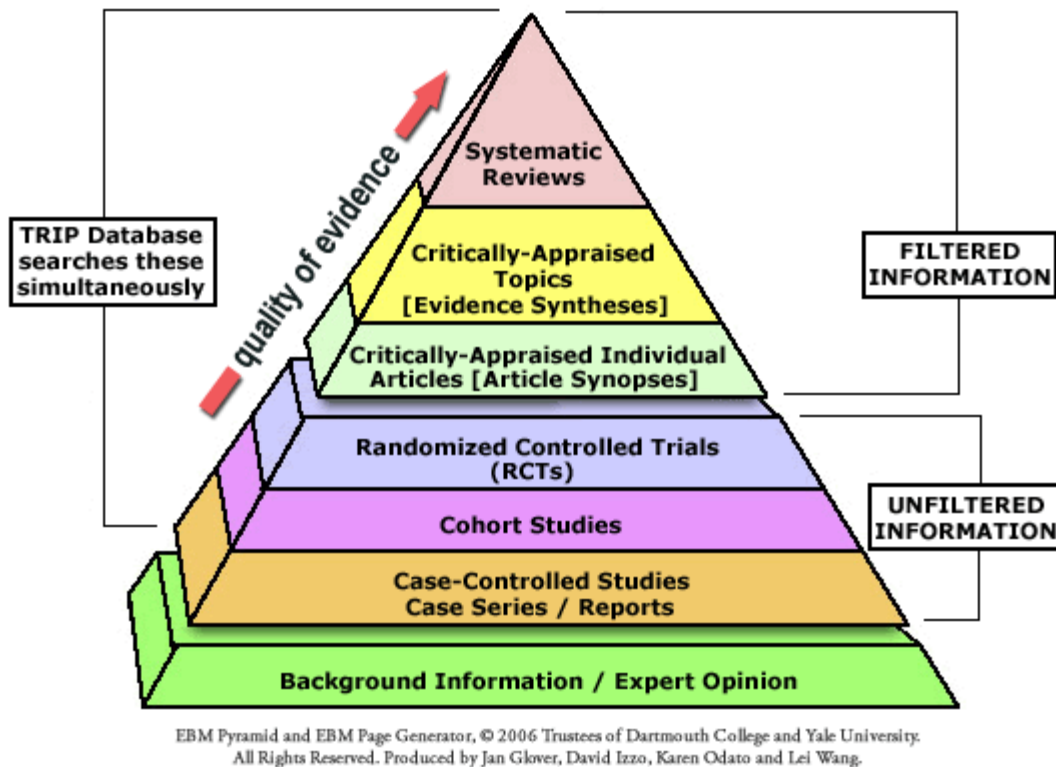 Systematic
Reviews
quality of evidence
TRIP Database
searches these
simultaneously
FILTERED
INFORMATION
Critically-Appraised
Topics
[Evidence Syntheses]
Critically-Appraised Individual
Articles [Article Synopses]
Randomized Controlled Trials
(RCTs)
UNFILTERED
INFORMATION
Cohort Studies
Case-Controlled Studies
Case Series / Reports
Background Information / Expert Opinion
EBM Pyramid and EBM Page Generator, © 2006 Trustees of Dartmouth College and Yale University.
All Rights Reserved. Produced by Jan Glover, David Izzo, Karen Odato and Lei Wang.